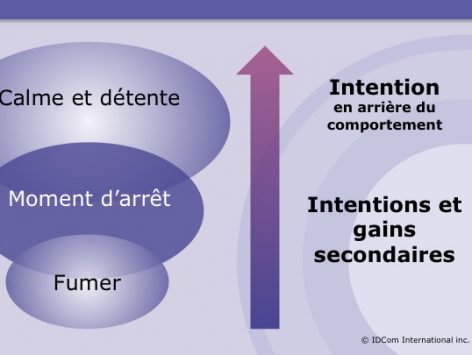 Calme et détente
Moment d’arrêt
Fumer
Intention
en arrière du
comportement
Intentions et
gains
secondaires
© IDCom International inc.